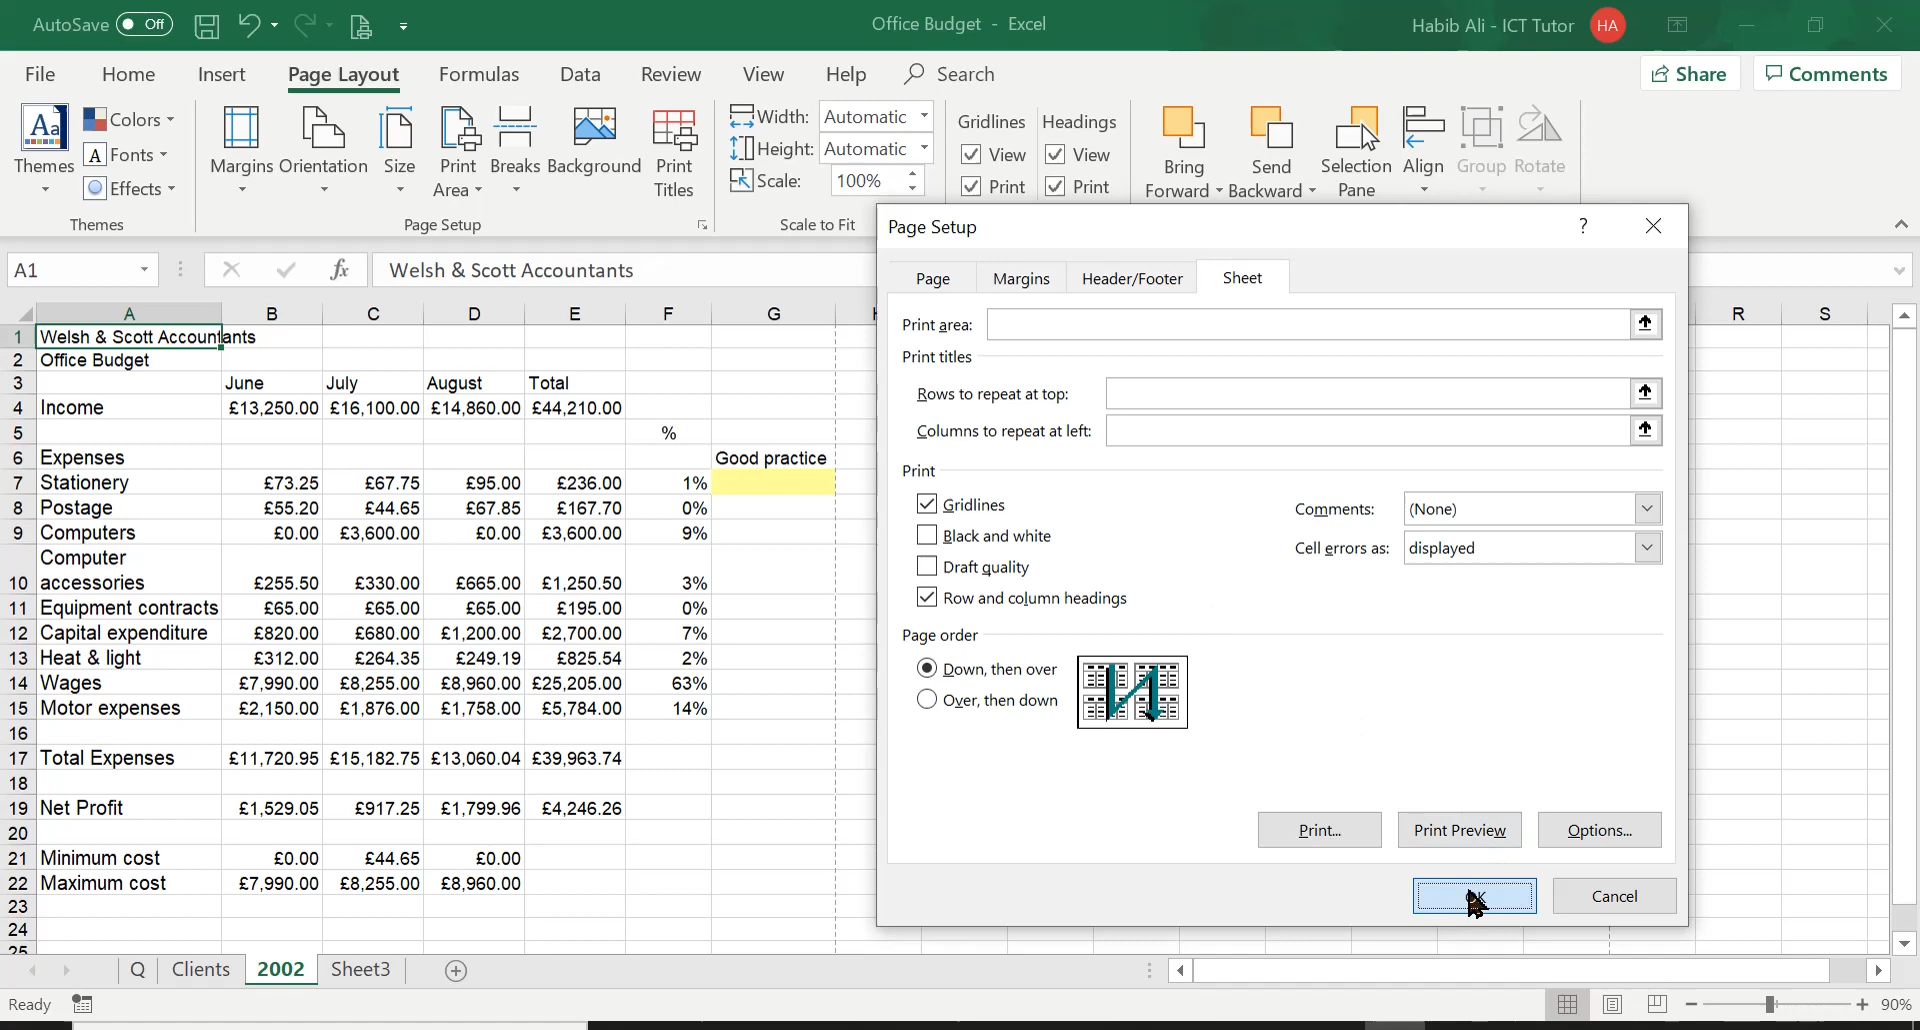 AutoSave Off Office Budget - Excel Habib Ali - ICT Tutor HA
File Home Insert Page Layout Formulas Data Review View Help Search Share Comments
Aa Colors Width: Automatic Gridlines Headings
A Fonts Height: Automatic View View
Themes Margins Orientation Size Print Area Breaks Background Print Titles Bring Forward Send Backward Selection Pane Align Group Rotate
Effects Scale: 100% Print Print
Themes Page Setup Scale to Fit
A1 fx Welsh & Scott Accountants
A B C D E F G R S
1 Welsh & Scott Accountants
2 Office Budget
3 June July August Total
4 Income £13,250.00 £16,100.00 £14,860.00 £44,210.00
5 %
6 Expenses Good practice
7 Stationery £73.25 £67.75 £95.00 £236.00 1%
8 Postage £55.20 £44.65 £67.85 £167.70 0%
9 Computers £0.00 £3,600.00 £0.00 £3,600.00 9%
Computer
10 accessories £255.50 £330.00 £665.00 £1,250.50 3%
11 Equipment contracts £65.00 £65.00 £65.00 £195.00 0%
12 Capital expenditure £820.00 £680.00 £1,200.00 £2,700.00 7%
13 Heat & light £312.00 £264.35 £249.19 £825.54 2%
14 Wages £7,990.00 £8,255.00 £8,960.00 £25,205.00 63%
15 Motor expenses £2,150.00 £1,876.00 £1,758.00 £5,784.00 14%
16
17 Total Expenses £11,720.95 £15,182.75 £13,060.04 £39,963.74
18
19 Net Profit £1,529.05 £917.25 £1,799.96 £4,246.26
20
21 Minimum cost £0.00 £44.65 £0.00
22 Maximum cost £7,990.00 £8,255.00 £8,960.00
23
24
25
Page Setup ?
Page Margins Header/Footer Sheet
Print area:
Print titles
Rows to repeat at top:
Columns to repeat at left:
Print
Gridlines Comments: (None)
Black and white
Cell errors as: displayed
Draft quality
Row and column headings
Page order
Down, then over
Over, then down
Print... Print Preview Options...
Cancel
Q Clients 2002 Sheet3
Ready 90%